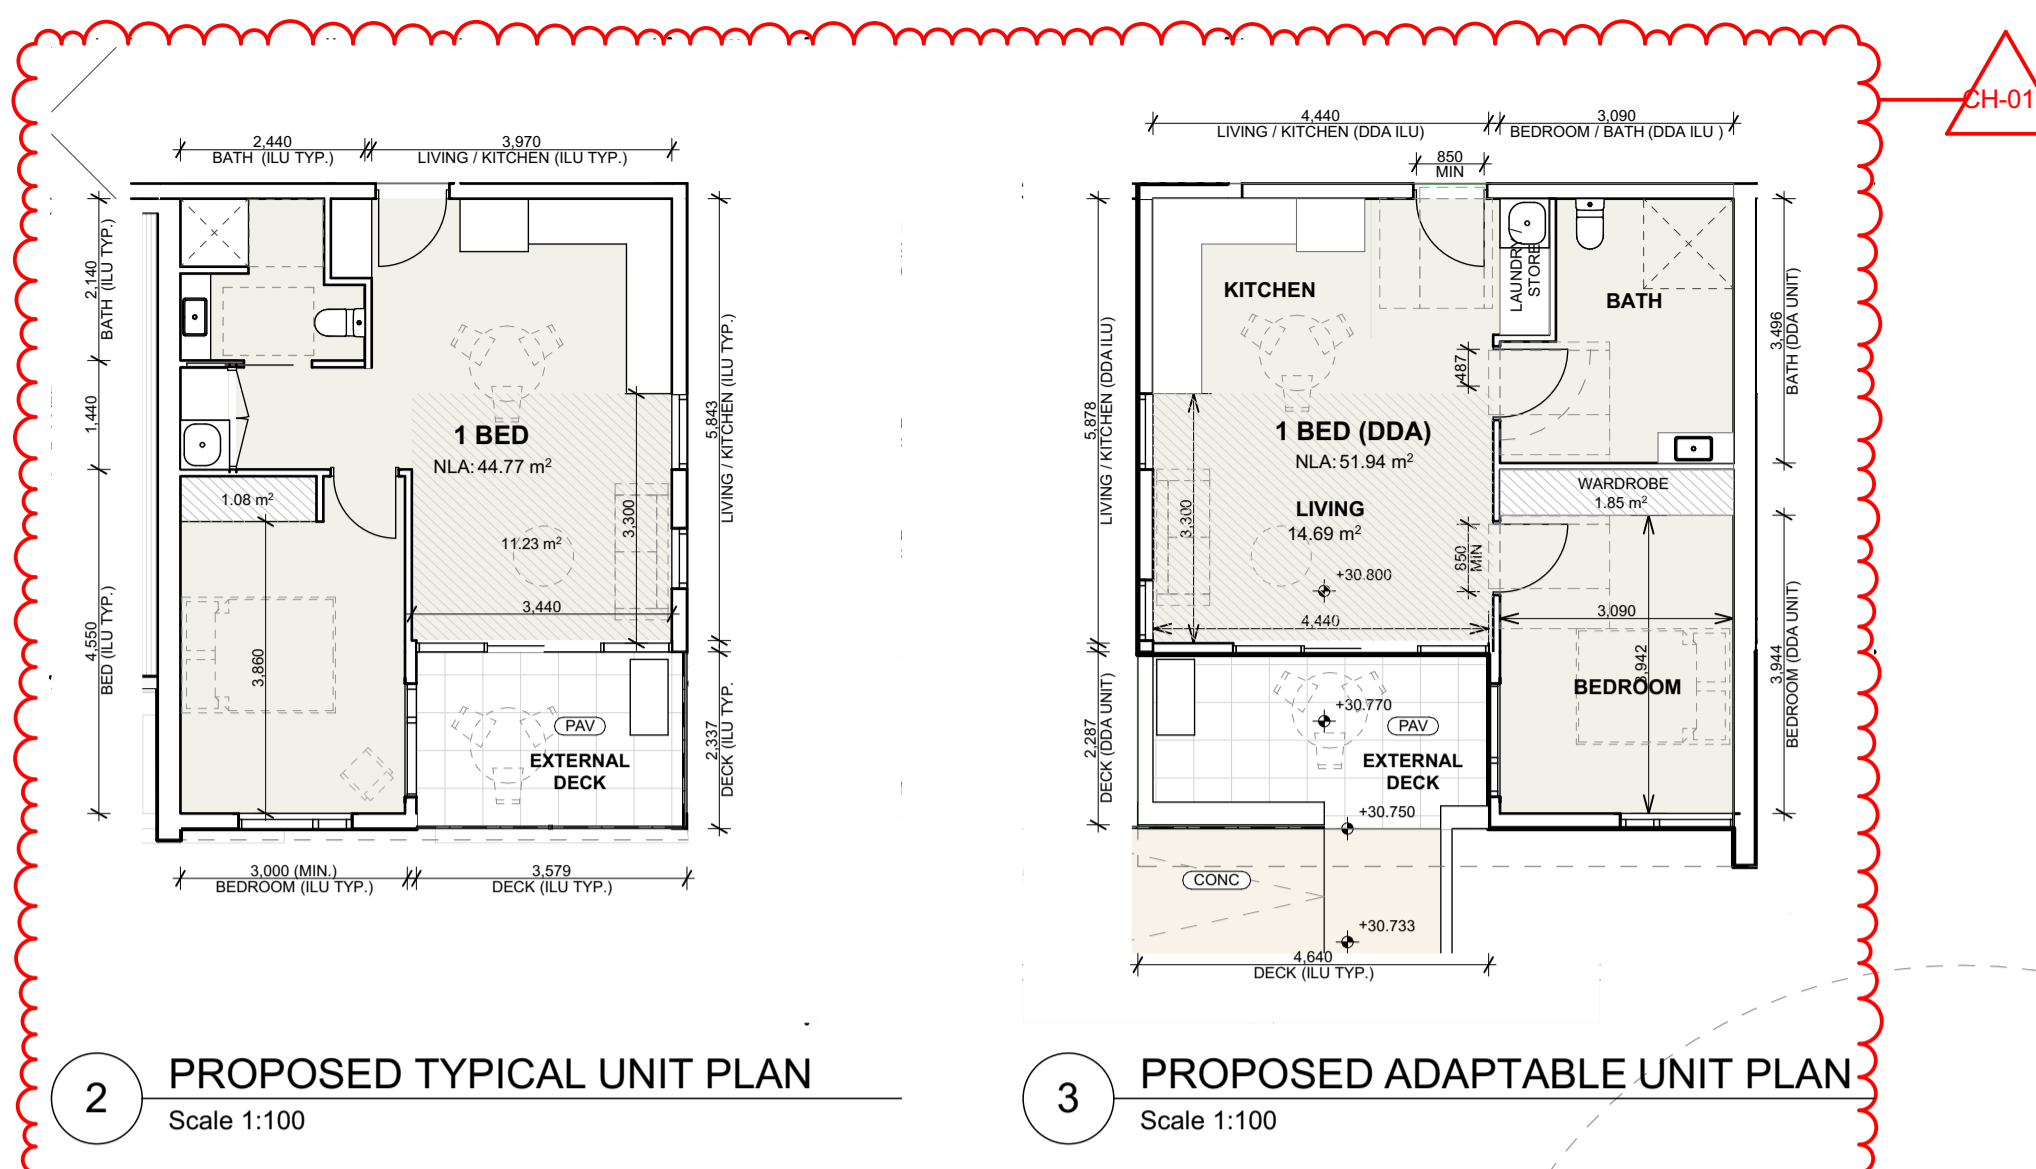 CH-01
2,440
BATH (ILU TYP.)
3,970
LIVING / KITCHEN (ILU TYP.)
2,140
BATH (ILU TYP.)
1,440
4,550
BED (ILU TYP.)
5,843
LIVING / KITCHEN (ILU TYP.)
2,337
DECK (ILU TYP.
1 BED
NLA: 44.77 m²
1.08 m²
11.23 m²
3,300
3,440
3,860
PAV
EXTERNAL
DECK
3,000 (MIN.)
BEDROOM (ILU TYP.)
3,579
DECK (ILU TYP.)
2
PROPOSED TYPICAL UNIT PLAN
Scale 1:100
4,440
LIVING / KITCHEN (DDA ILU)
3,090
BEDROOM / BATH (DDA ILU )
850
MIN
5,878
LIVING / KITCHEN (DDA ILU)
2,287
DECK (DDA UNIT)
3,496
BATH (DDA UNIT)
3,944
BEDROOM (DDA UNIT)
KITCHEN
LAUNDRY /
STORE
BATH
487
1 BED (DDA)
NLA: 51.94 m²
WARDROBE
1.85 m²
LIVING
14.69 m²
3,300
850
MIN
+30.800
4,440
3,090
3,942
BEDROOM
+30.770
PAV
EXTERNAL
DECK
+30.750
CONC
+30.733
4,640
DECK (ILU TYP.)
3
PROPOSED ADAPTABLE UNIT PLAN
Scale 1:100